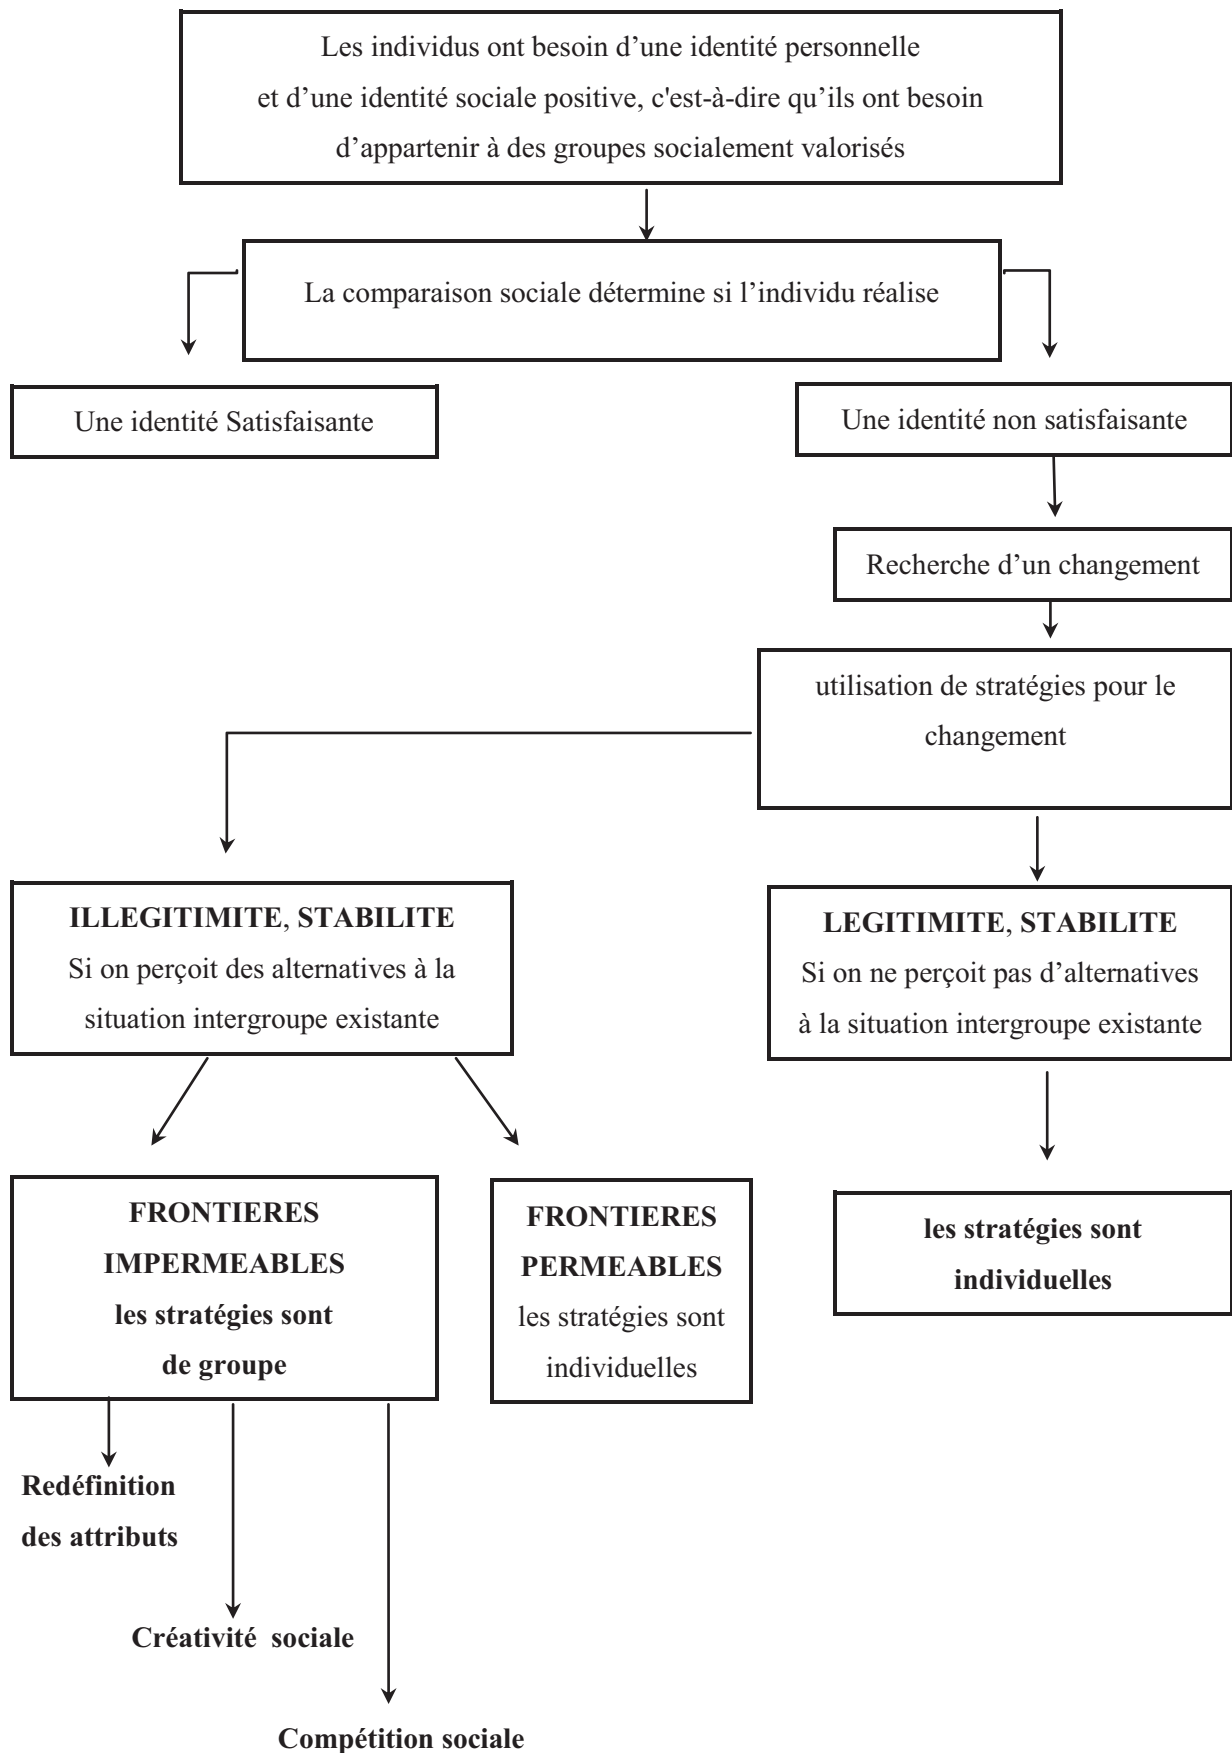 Les individus ont besoin d’une identité personnelle
et d’une identité sociale positive, c'est-à-dire qu’ils ont besoin
d’appartenir à des groupes socialement valorisés
La comparaison sociale détermine si l’individu réalise
Une identité Satisfaisante
Une identité non satisfaisante
Recherche d’un changement
utilisation de stratégies pour le
changement
ILLEGITIMITE, STABILITE
Si on perçoit des alternatives à la
situation intergroupe existante
LEGITIMITE, STABILITE
Si on ne perçoit pas d’alternatives
à la situation intergroupe existante
FRONTIERES
IMPERMEABLES
les stratégies sont
de groupe
FRONTIERES
PERMEABLES
les stratégies sont
individuelles
les stratégies sont
individuelles
Redéfinition
des attributs
Créativité sociale
Compétition sociale